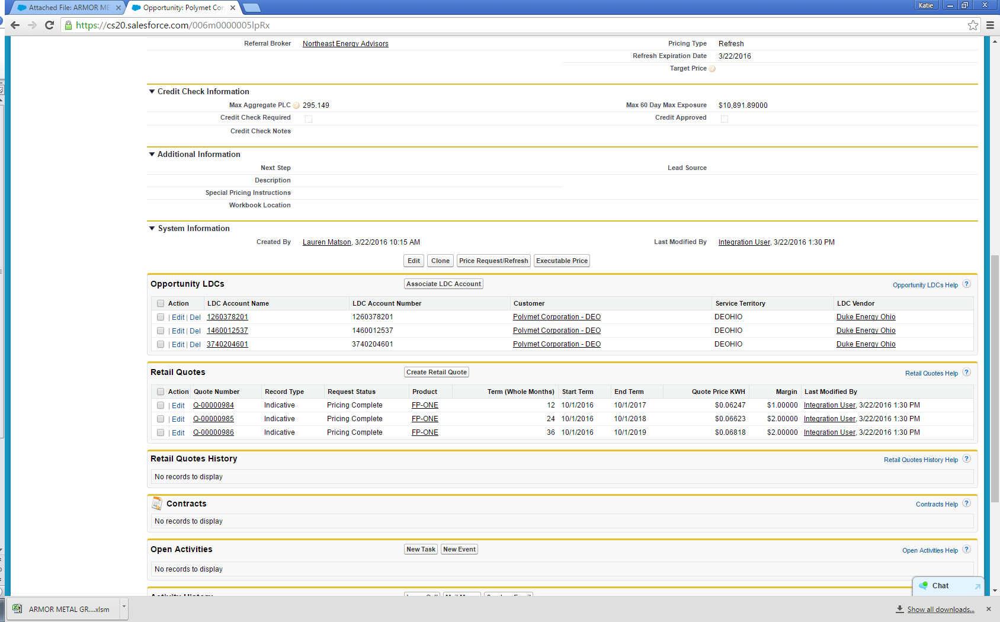 Attached File: ARMOR ME
Opportunity: Polymet Cor
Katie
https://cs20.salesforce.com/006m0000005lpRx
Referral Broker Northeast Energy Advisors Pricing Type Refresh
Refresh Expiration Date 3/22/2016
Target Price
Credit Check Information
Max Aggregate PLC 295.149 Max 60 Day Max Exposure $10,891.89000
Credit Check Required Credit Approved
Credit Check Notes
Additional Information
Next Step Lead Source
Description
Special Pricing Instructions
Workbook Location
System Information
Created By Lauren Matson, 3/22/2016 10:15 AM Last Modified By Integration User, 3/22/2016 1:30 PM
Edit Clone Price Request/Refresh Executable Price
Opportunity LDCs Associate LDC Account Opportunity LDCs Help ?
Action LDC Account Name LDC Account Number Customer Service Territory LDC Vendor
| Edit | Del 1260378201 1260378201 Polymet Corporation - DEO DEOHIO Duke Energy Ohio
| Edit | Del 1460012537 1460012537 Polymet Corporation - DEO DEOHIO Duke Energy Ohio
| Edit | Del 3740204601 3740204601 Polymet Corporation - DEO DEOHIO Duke Energy Ohio
Retail Quotes Create Retail Quote Retail Quotes Help ?
Action Quote Number Record Type Request Status Product Term (Whole Months) Start Term End Term Quote Price KWH Margin Last Modified By
| Edit Q-00000984 Indicative Pricing Complete FP-ONE 12 10/1/2016 10/1/2017 $0.06247 $1.00000 Integration User, 3/22/2016 1:30 PM
| Edit Q-00000985 Indicative Pricing Complete FP-ONE 24 10/1/2016 10/1/2018 $0.06623 $2.00000 Integration User, 3/22/2016 1:30 PM
| Edit Q-00000986 Indicative Pricing Complete FP-ONE 36 10/1/2016 10/1/2019 $0.06818 $2.00000 Integration User, 3/22/2016 1:30 PM
Retail Quotes History Retail Quotes History Help ?
No records to display
Contracts Contracts Help ?
No records to display
Open Activities New Task New Event Open Activities Help ?
No records to display
Chat
ARMOR METAL GR....xlsm Show all downloads...